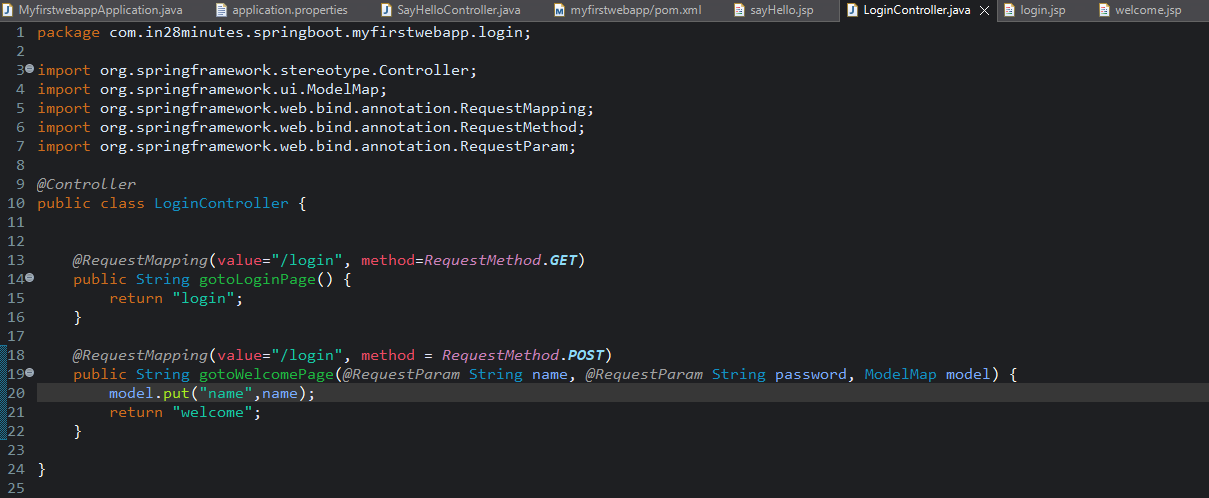 MyfirstwebappApplication.java application.properties SayHelloController.java myfirstwebapp/pom.xml sayHello.jsp LoginController.java login.jsp welcome.jsp
1 package com.in28minutes.springboot.myfirstwebapp.login;
2
3 import org.springframework.stereotype.Controller;
4 import org.springframework.ui.ModelMap;
5 import org.springframework.web.bind.annotation.RequestMapping;
6 import org.springframework.web.bind.annotation.RequestMethod;
7 import org.springframework.web.bind.annotation.RequestParam;
8
9 @Controller
10 public class LoginController {
11
12
13     @RequestMapping(value="/login", method=RequestMethod.GET)
14     public String gotoLoginPage() {
15         return "login";
16     }
17
18     @RequestMapping(value="/login", method = RequestMethod.POST)
19     public String gotoWelcomePage(@RequestParam String name, @RequestParam String password, ModelMap model) {
20         model.put("name",name);
21         return "welcome";
22     }
23
24 }
25